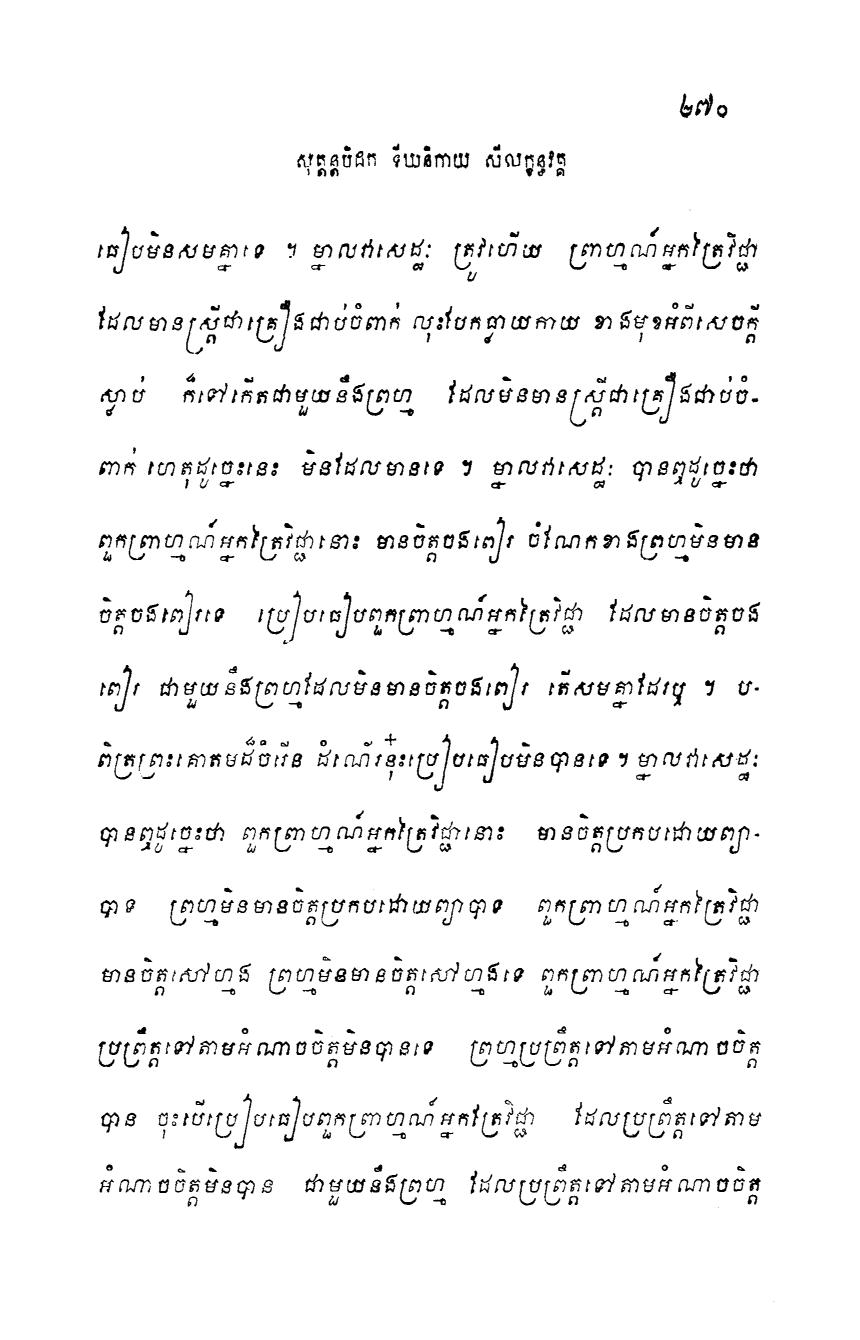 ២៧០
សុត្តន្តបិដក ទីឃនិកាយ សីលក្ខន្ធវគ្គ
ធៀបមិនសមគ្នាទេ ។ ម្នាលវាសេដ្ឋៈ ត្រូវហើយ ព្រាហ្មណ៍អ្នកត្រៃវិជ្ជា
ដែលមានស្ត្រីជាគ្រឿងជាប់ចំពាក់ លុះបែកធ្លាយកាយ ខាងមុខអំពីសេចក្តី
ស្លាប់ ក៏ទៅកើតជាមួយនឹងព្រហ្ម ដែលមិនមានស្ត្រីជាគ្រឿងជាប់ចំ-
ពាក់ ហេតុដូច្នេះនេះ មិនដែលមានទេ ។ ម្នាលវាសេដ្ឋៈ បានឮដូច្នេះថា
ពួកព្រាហ្មណ៍អ្នកត្រៃវិជ្ជានោះ មានចិត្តចងពៀរ ចំណែកខាងព្រហ្មមិនមាន
ចិត្តចងពៀរទេ ប្រៀបធៀបពួកព្រាហ្មណ៍អ្នកត្រៃវិជ្ជា ដែលមានចិត្តចង
ពៀរ ជាមួយនឹងព្រហ្មដែលមិនមានចិត្តចងពៀរ តើសមគ្នាដែរឬ ។ ប-
ពិត្រព្រះគោតមដ៏ចំរើន ដំណើរនុ៎ះប្រៀបធៀបមិនបានទេ ។ ម្នាលវាសេដ្ឋៈ
បានឮដូច្នេះថា ពួកព្រាហ្មណ៍អ្នកត្រៃវិជ្ជានោះ មានចិត្តប្រកបដោយព្យា-
បាទ ព្រហ្មមិនមានចិត្តប្រកបដោយព្យាបាទ ពួកព្រាហ្មណ៍អ្នកត្រៃវិជ្ជា
មានចិត្តសៅហ្មង ព្រហ្មមិនមានចិត្តសៅហ្មងទេ ពួកព្រាហ្មណ៍អ្នកត្រៃវិជ្ជា
ប្រព្រឹត្តទៅតាមអំណាចចិត្តមិនបានទេ ព្រហ្មប្រព្រឹត្តទៅតាមអំណាចចិត្ត
បាន ចុះបើប្រៀបធៀបពួកព្រាហ្មណ៍អ្នកត្រៃវិជ្ជា ដែលប្រព្រឹត្តទៅតាម
អំណាចចិត្តមិនបាន ជាមួយនឹងព្រហ្ម ដែលប្រព្រឹត្តទៅតាមអំណាចចិត្ត